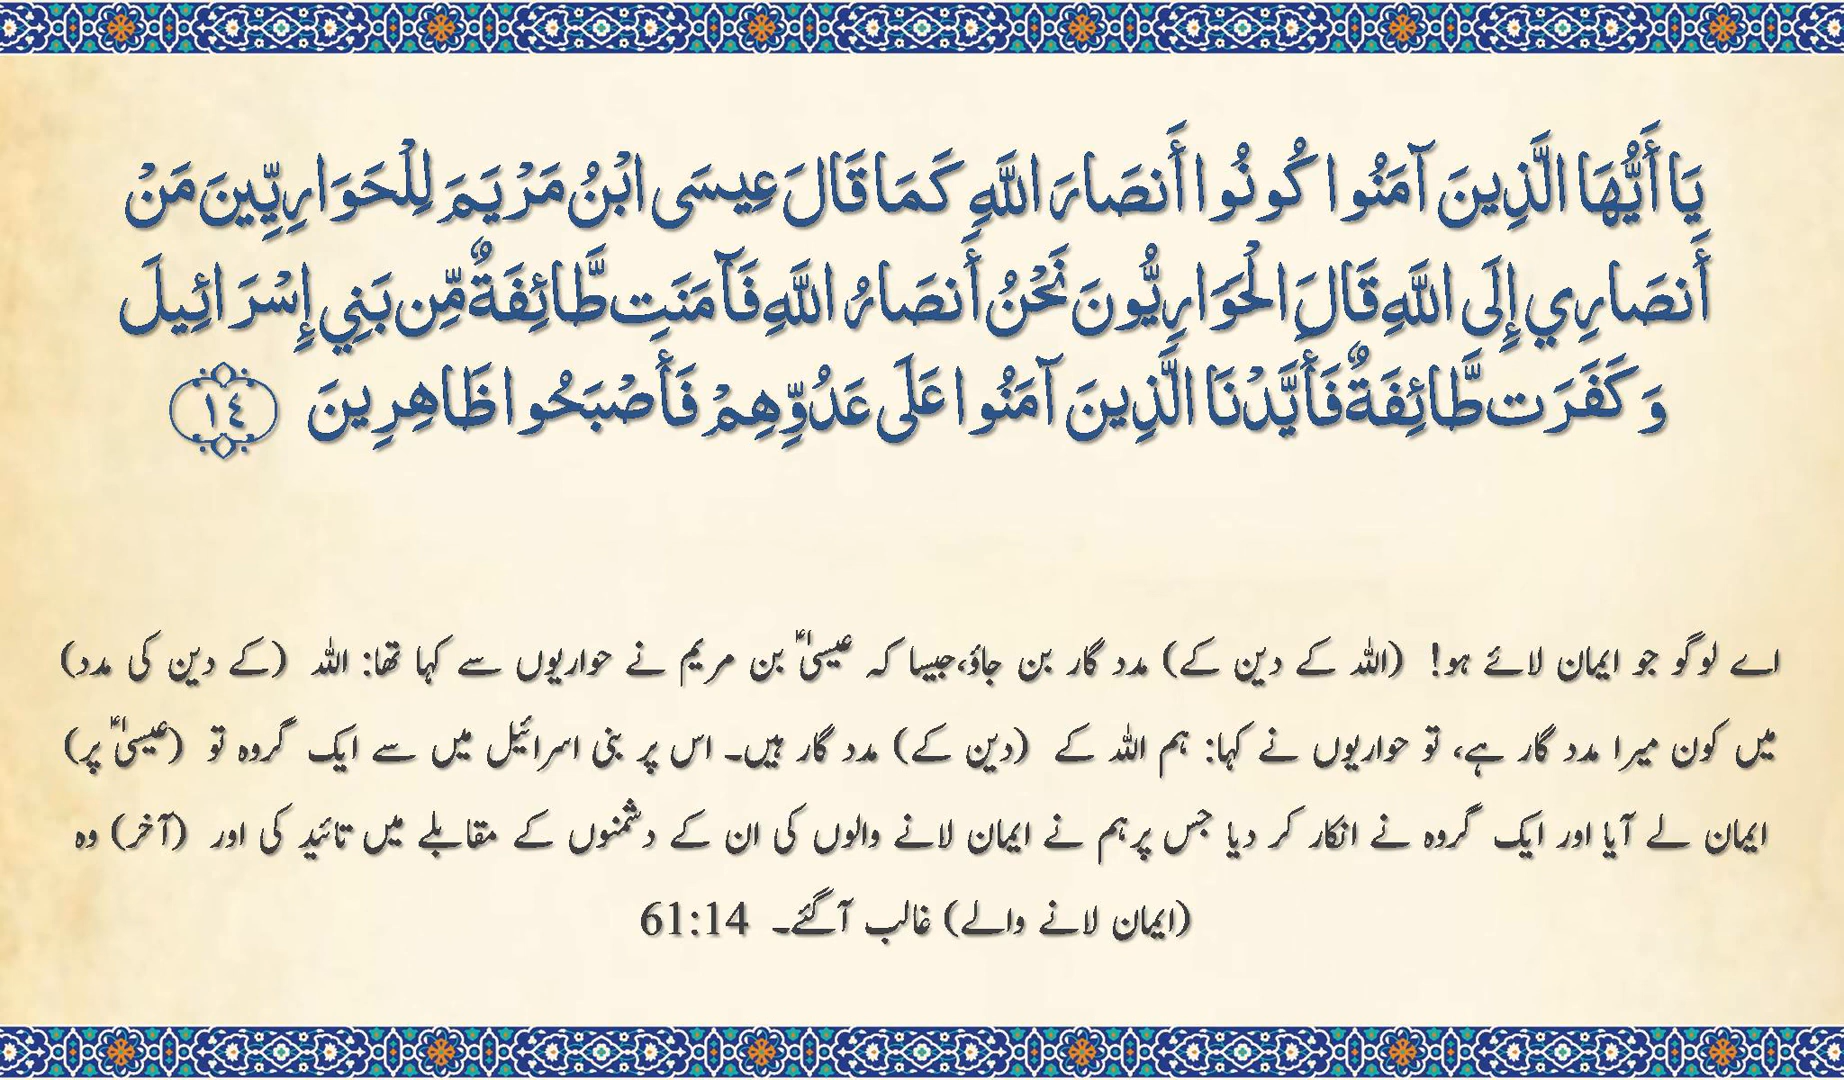 يَا أَيُّهَا الَّذِينَ آمَنُوا كُونُوا أَنصَارَ اللَّهِ كَمَا قَالَ عِيسَى ابْنُ مَرْيَمَ لِلْحَوَارِيِّينَ مَنْ
أَنصَارِي إِلَى اللَّهِ قَالَ الْحَوَارِيُّونَ نَحْنُ أَنصَارُ اللَّهِ فَآمَنَت طَّائِفَةٌ مِّن بَنِي إِسْرَائِيلَ
وَكَفَرَت طَّائِفَةٌ فَأَيَّدْنَا الَّذِينَ آمَنُوا عَلَى عَدُوِّهِمْ فَأَصْبَحُوا ظَاهِرِينَ ﴿١٤﴾
اے لوگو جو ایمان لائے ہو! (اللہ کے دین کے) مدد گار بن جاؤ،جیسا کہ عیسیٰؑ بن مریم نے حواریوں سے کہا تھا: اللہ (کے دین کی مدد)
میں کون میرا مدد گار ہے، تو حواریوں نے کہا: ہم اللہ کے (دین کے) مدد گار ہیں۔ اس پر بنی اسرائیل میں سے ایک گروہ تو (عیسیٰؑ پر)
ایمان لے آیا اور ایک گروہ نے انکار کر دیا جس پرہم نے ایمان لانے والوں کی ان کے دشمنوں کے مقابلے میں تائید کی اور (آخر) وہ
(ایمان لانے والے) غالب آگئے۔ 61:14